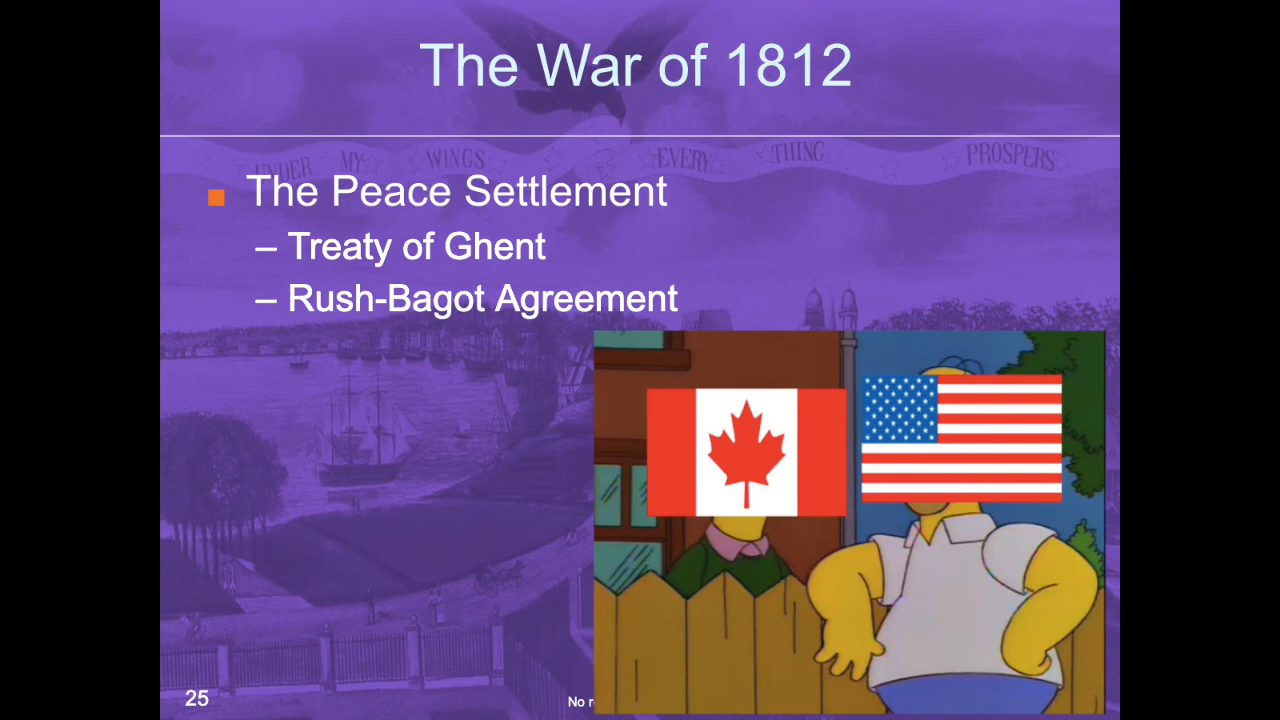 The War of 1812
UNDER MY WINGS EVERY THING PROSPERS
The Peace Settlement
– Treaty of Ghent
– Rush-Bagot Agreement
25
No